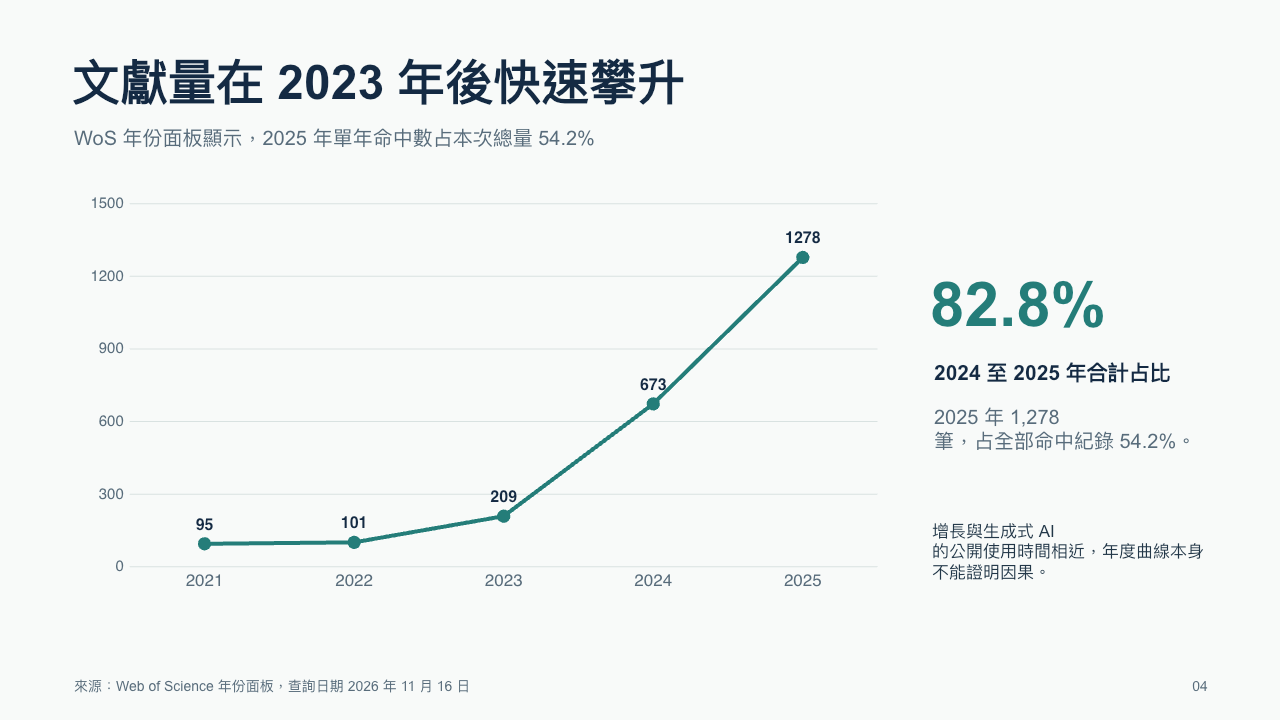 文獻量在 2023 年後快速攀升
WoS 年份面板顯示，2025 年單年命中數占本次總量 54.2%
1500
1200
900
600
300
0
95
101
209
673
1278
2021
2022
2023
2024
2025
82.8%
2024 至 2025 年合計占比
2025 年 1,278
筆，占全部命中紀錄 54.2%。
增長與生成式 AI
的公開使用時間相近，年度曲線本身
不能證明因果。
來源：Web of Science 年份面板，查詢日期 2026 年 11 月 16 日
04